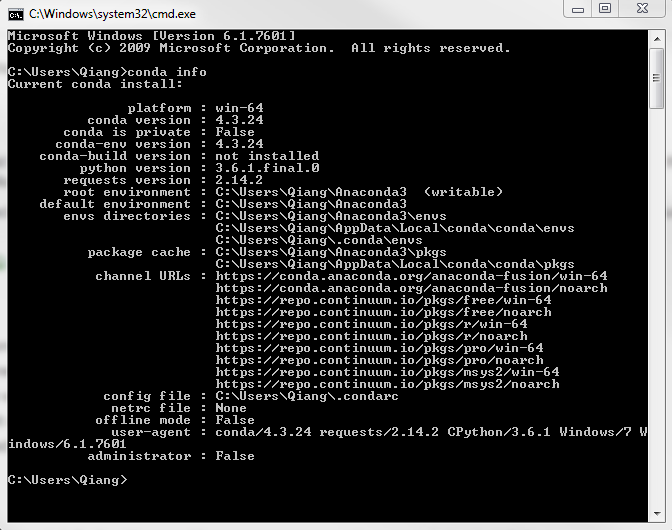 C:\Windows\system32\cmd.exe
Microsoft Windows [Version 6.1.7601]
Copyright (c) 2009 Microsoft Corporation.  All rights reserved.
C:\Users\Qiang>conda info
Current conda install:
platform : win-64
conda version : 4.3.24
conda is private : False
conda-env version : 4.3.24
conda-build version : not installed
python version : 3.6.1.final.0
requests version : 2.14.2
root environment : C:\Users\Qiang\Anaconda3  (writable)
default environment : C:\Users\Qiang\Anaconda3
envs directories : C:\Users\Qiang\Anaconda3\envs
C:\Users\Qiang\AppData\Local\conda\conda\envs
C:\Users\Qiang\.conda\envs
package cache : C:\Users\Qiang\Anaconda3\pkgs
C:\Users\Qiang\AppData\Local\conda\conda\pkgs
channel URLs : https://conda.anaconda.org/anaconda-fusion/win-64
https://conda.anaconda.org/anaconda-fusion/noarch
https://repo.continuum.io/pkgs/free/win-64
https://repo.continuum.io/pkgs/free/noarch
https://repo.continuum.io/pkgs/r/win-64
https://repo.continuum.io/pkgs/r/noarch
https://repo.continuum.io/pkgs/pro/win-64
https://repo.continuum.io/pkgs/pro/noarch
https://repo.continuum.io/pkgs/msys2/win-64
https://repo.continuum.io/pkgs/msys2/noarch
config file : C:\Users\Qiang\.condarc
netrc file : None
offline mode : False
user-agent : conda/4.3.24 requests/2.14.2 CPython/3.6.1 Windows/7 W
indows/6.1.7601
administrator : False
C:\Users\Qiang>